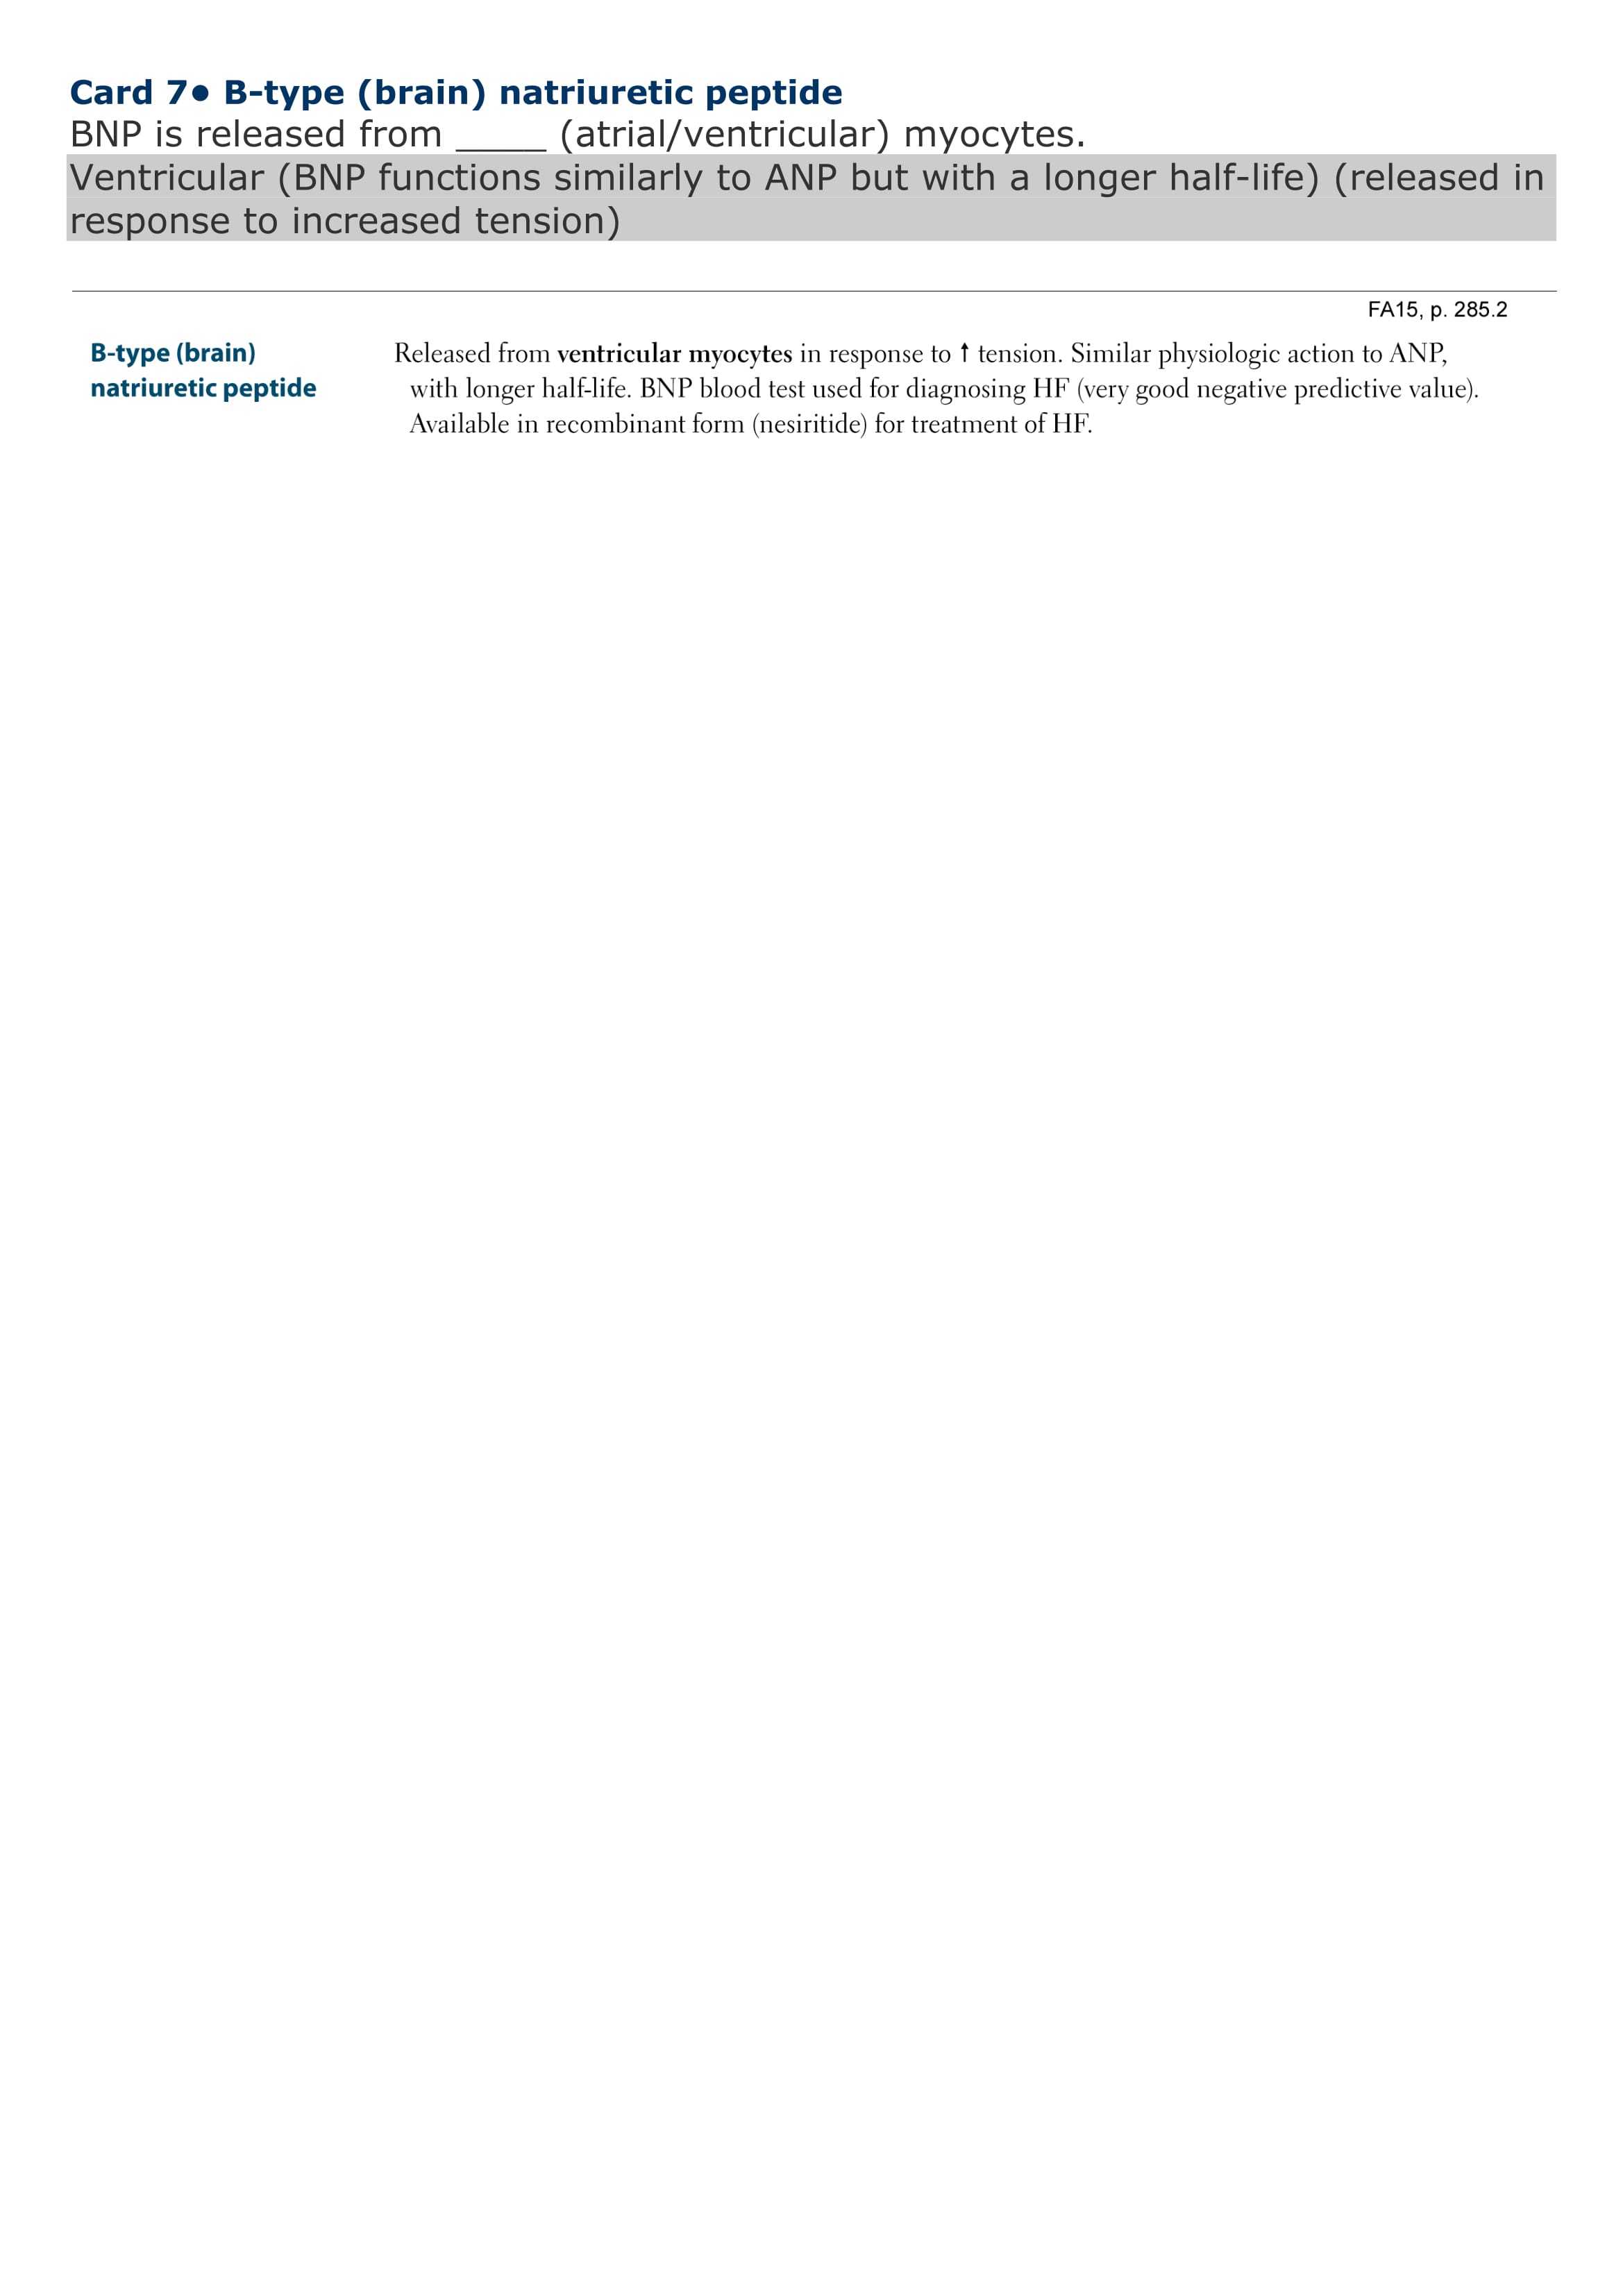 Card 7● B-type (brain) natriuretic peptide
BNP is released from _____ (atrial/ventricular) myocytes.
Ventricular (BNP functions similarly to ANP but with a longer half-life) (released in
response to increased tension)
FA15, p. 285.2
B-type (brain)
natriuretic peptide
Released from ventricular myocytes in response to ↑ tension. Similar physiologic action to ANP,
with longer half-life. BNP blood test used for diagnosing HF (very good negative predictive value).
Available in recombinant form (nesiritide) for treatment of HF.